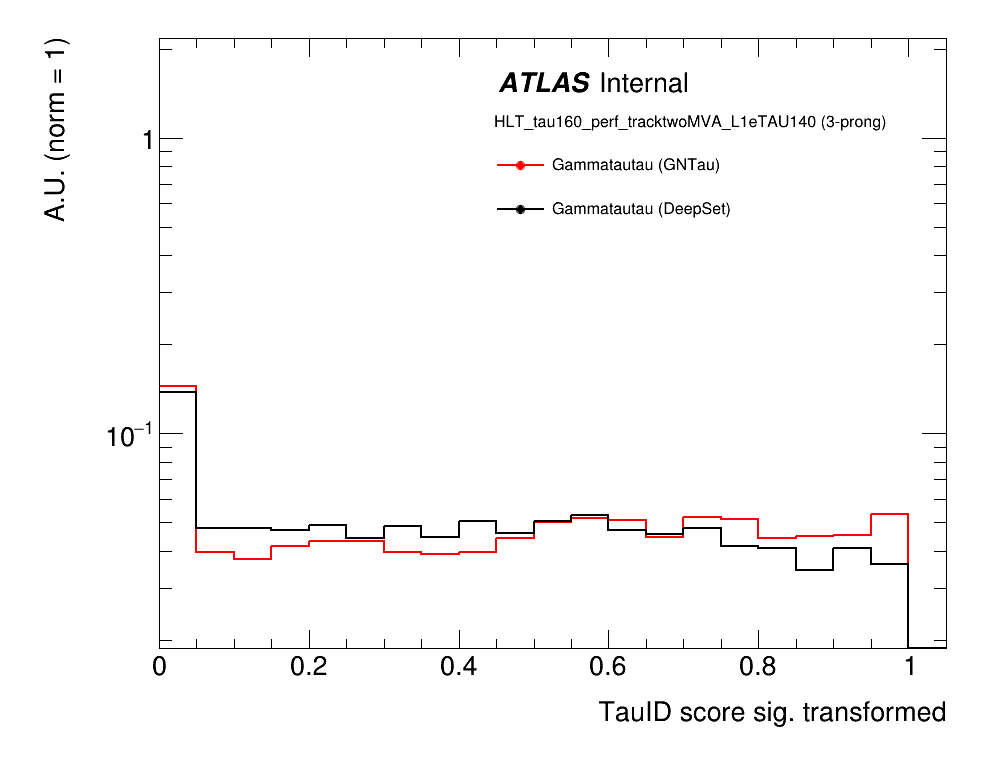 A.U. (norm = 1)
ATLAS Internal
HLT_tau160_perf_tracktwoMVA_L1eTAU140 (3-prong)
Gammatautau (GNTau)
Gammatautau (DeepSet)
1
10⁻¹
0 0.2 0.4 0.6 0.8 1
TauID score sig. transformed